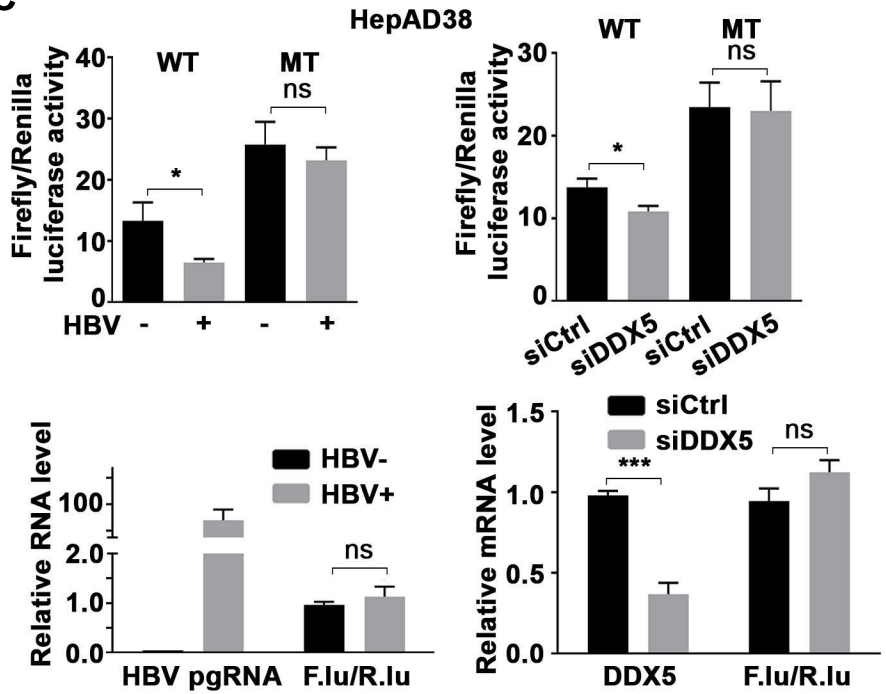 C
HepAD38
Firefly/Renilla
luciferase activity
40
30
20
10
0
WT
MT
*
ns
HBV - + - +
Firefly/Renilla
luciferase activity
30
20
10
0
WT
MT
*
ns
siCtrl
siDDX5
siCtrl
siDDX5
Relative RNA level
100
2.0
1.0
0.0
HBV-
HBV+
ns
HBV pgRNA F.lu/R.lu
Relative mRNA level
1.5
1.0
0.5
0.0
siCtrl
siDDX5
***
ns
DDX5 F.lu/R.lu